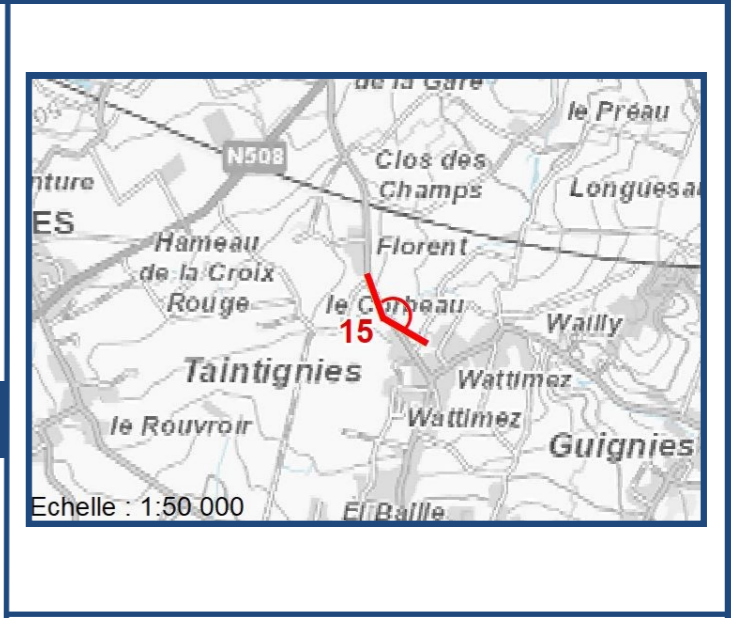 de la Gare
le Préau
N508
Clos des
Champs
nture
Longuesa
ES
Hameau
de la Croix
Rouge
Florent
le Corbeau
15
Wailly
Taintignies
Wattimez
le Rouvroir
Wattimez
Guignies
Echelle : 1:50 000
El Baille